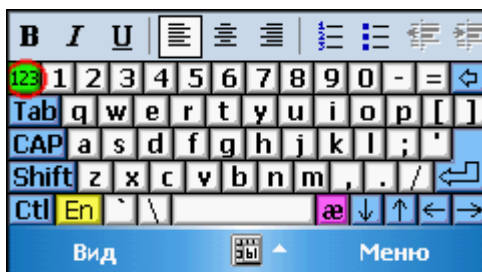 B I U
123 1 2 3 4 5 6 7 8 9 0 - =
Tab q w e r t y u i o p [ ]
CAP a s d f g h j k l ; '
Shift z x c v b n m , . /
Ctl En ` \ æ ↓ ↑ ← →
Вид Меню